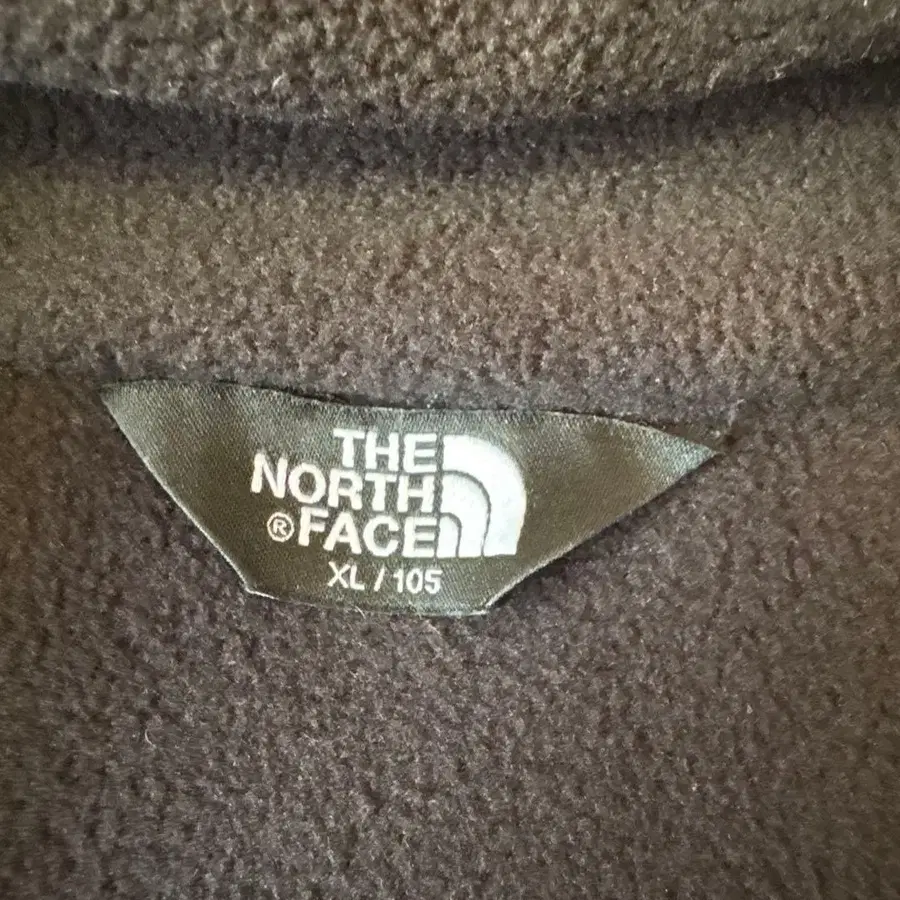 THE
NORTH
®FACE
XL / 105